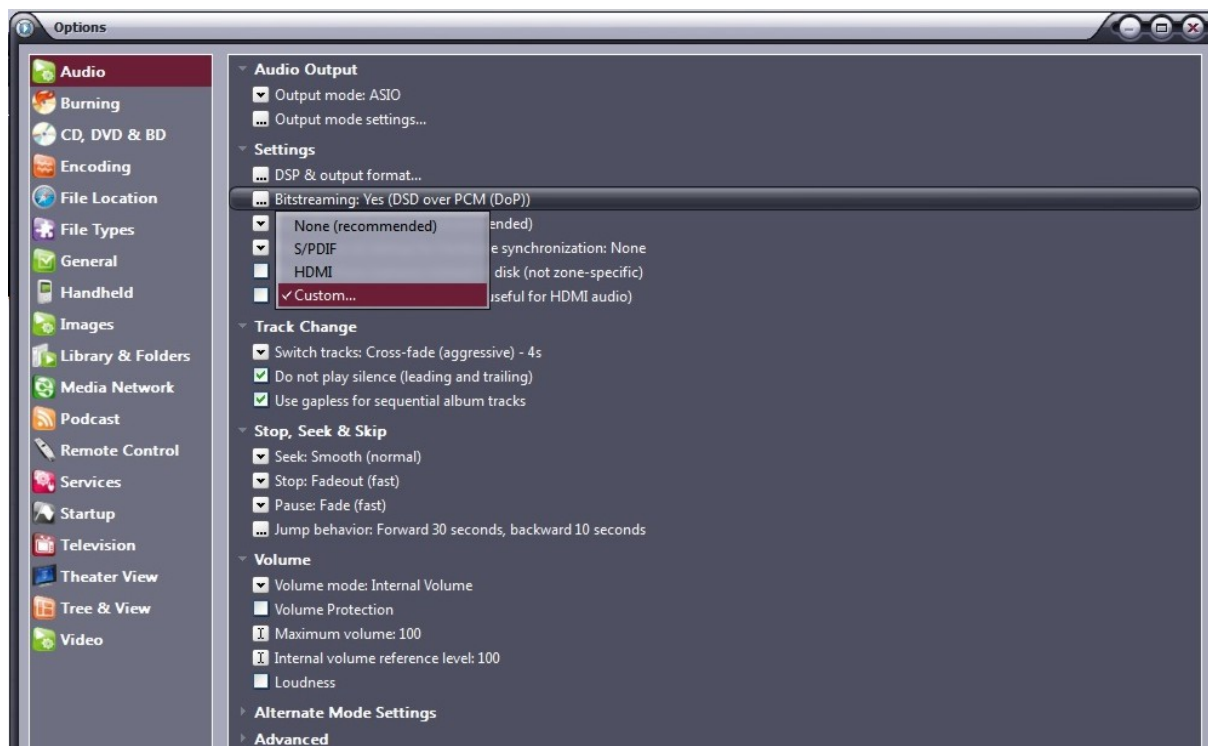 Options
Audio
Burning
CD, DVD & BD
Encoding
File Location
File Types
General
Handheld
Images
Library & Folders
Media Network
Podcast
Remote Control
Services
Startup
Television
Theater View
Tree & View
Video
Audio Output
Output mode: ASIO
Output mode settings...
Settings
DSP & output format...
Bitstreaming: Yes (DSD over PCM (DoP))
None (recommended)
S/PDIF
HDMI
Custom...
ended)
e synchronization: None
disk (not zone-specific)
useful for HDMI audio)
Track Change
Switch tracks: Cross-fade (aggressive) - 4s
Do not play silence (leading and trailing)
Use gapless for sequential album tracks
Stop, Seek & Skip
Seek: Smooth (normal)
Stop: Fadeout (fast)
Pause: Fade (fast)
Jump behavior: Forward 30 seconds, backward 10 seconds
Volume
Volume mode: Internal Volume
Volume Protection
Maximum volume: 100
Internal volume reference level: 100
Loudness
Alternate Mode Settings
Advanced